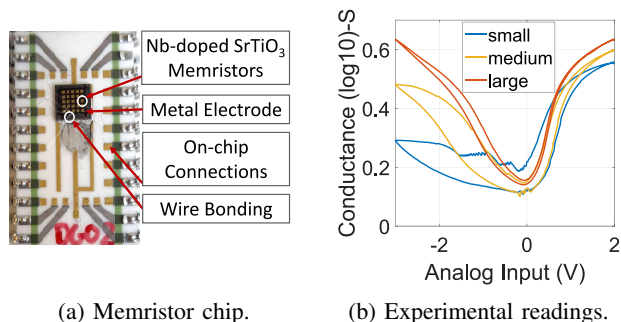 Nb-doped SrTiO₃
Memristors
Metal Electrode
On-chip
Connections
Wire Bonding
DG02
(a) Memristor chip.
Conductance (log10)-S
0.6
0.4
0.2
0
small
medium
large
-2
0
2
Analog Input (V)
(b) Experimental readings.